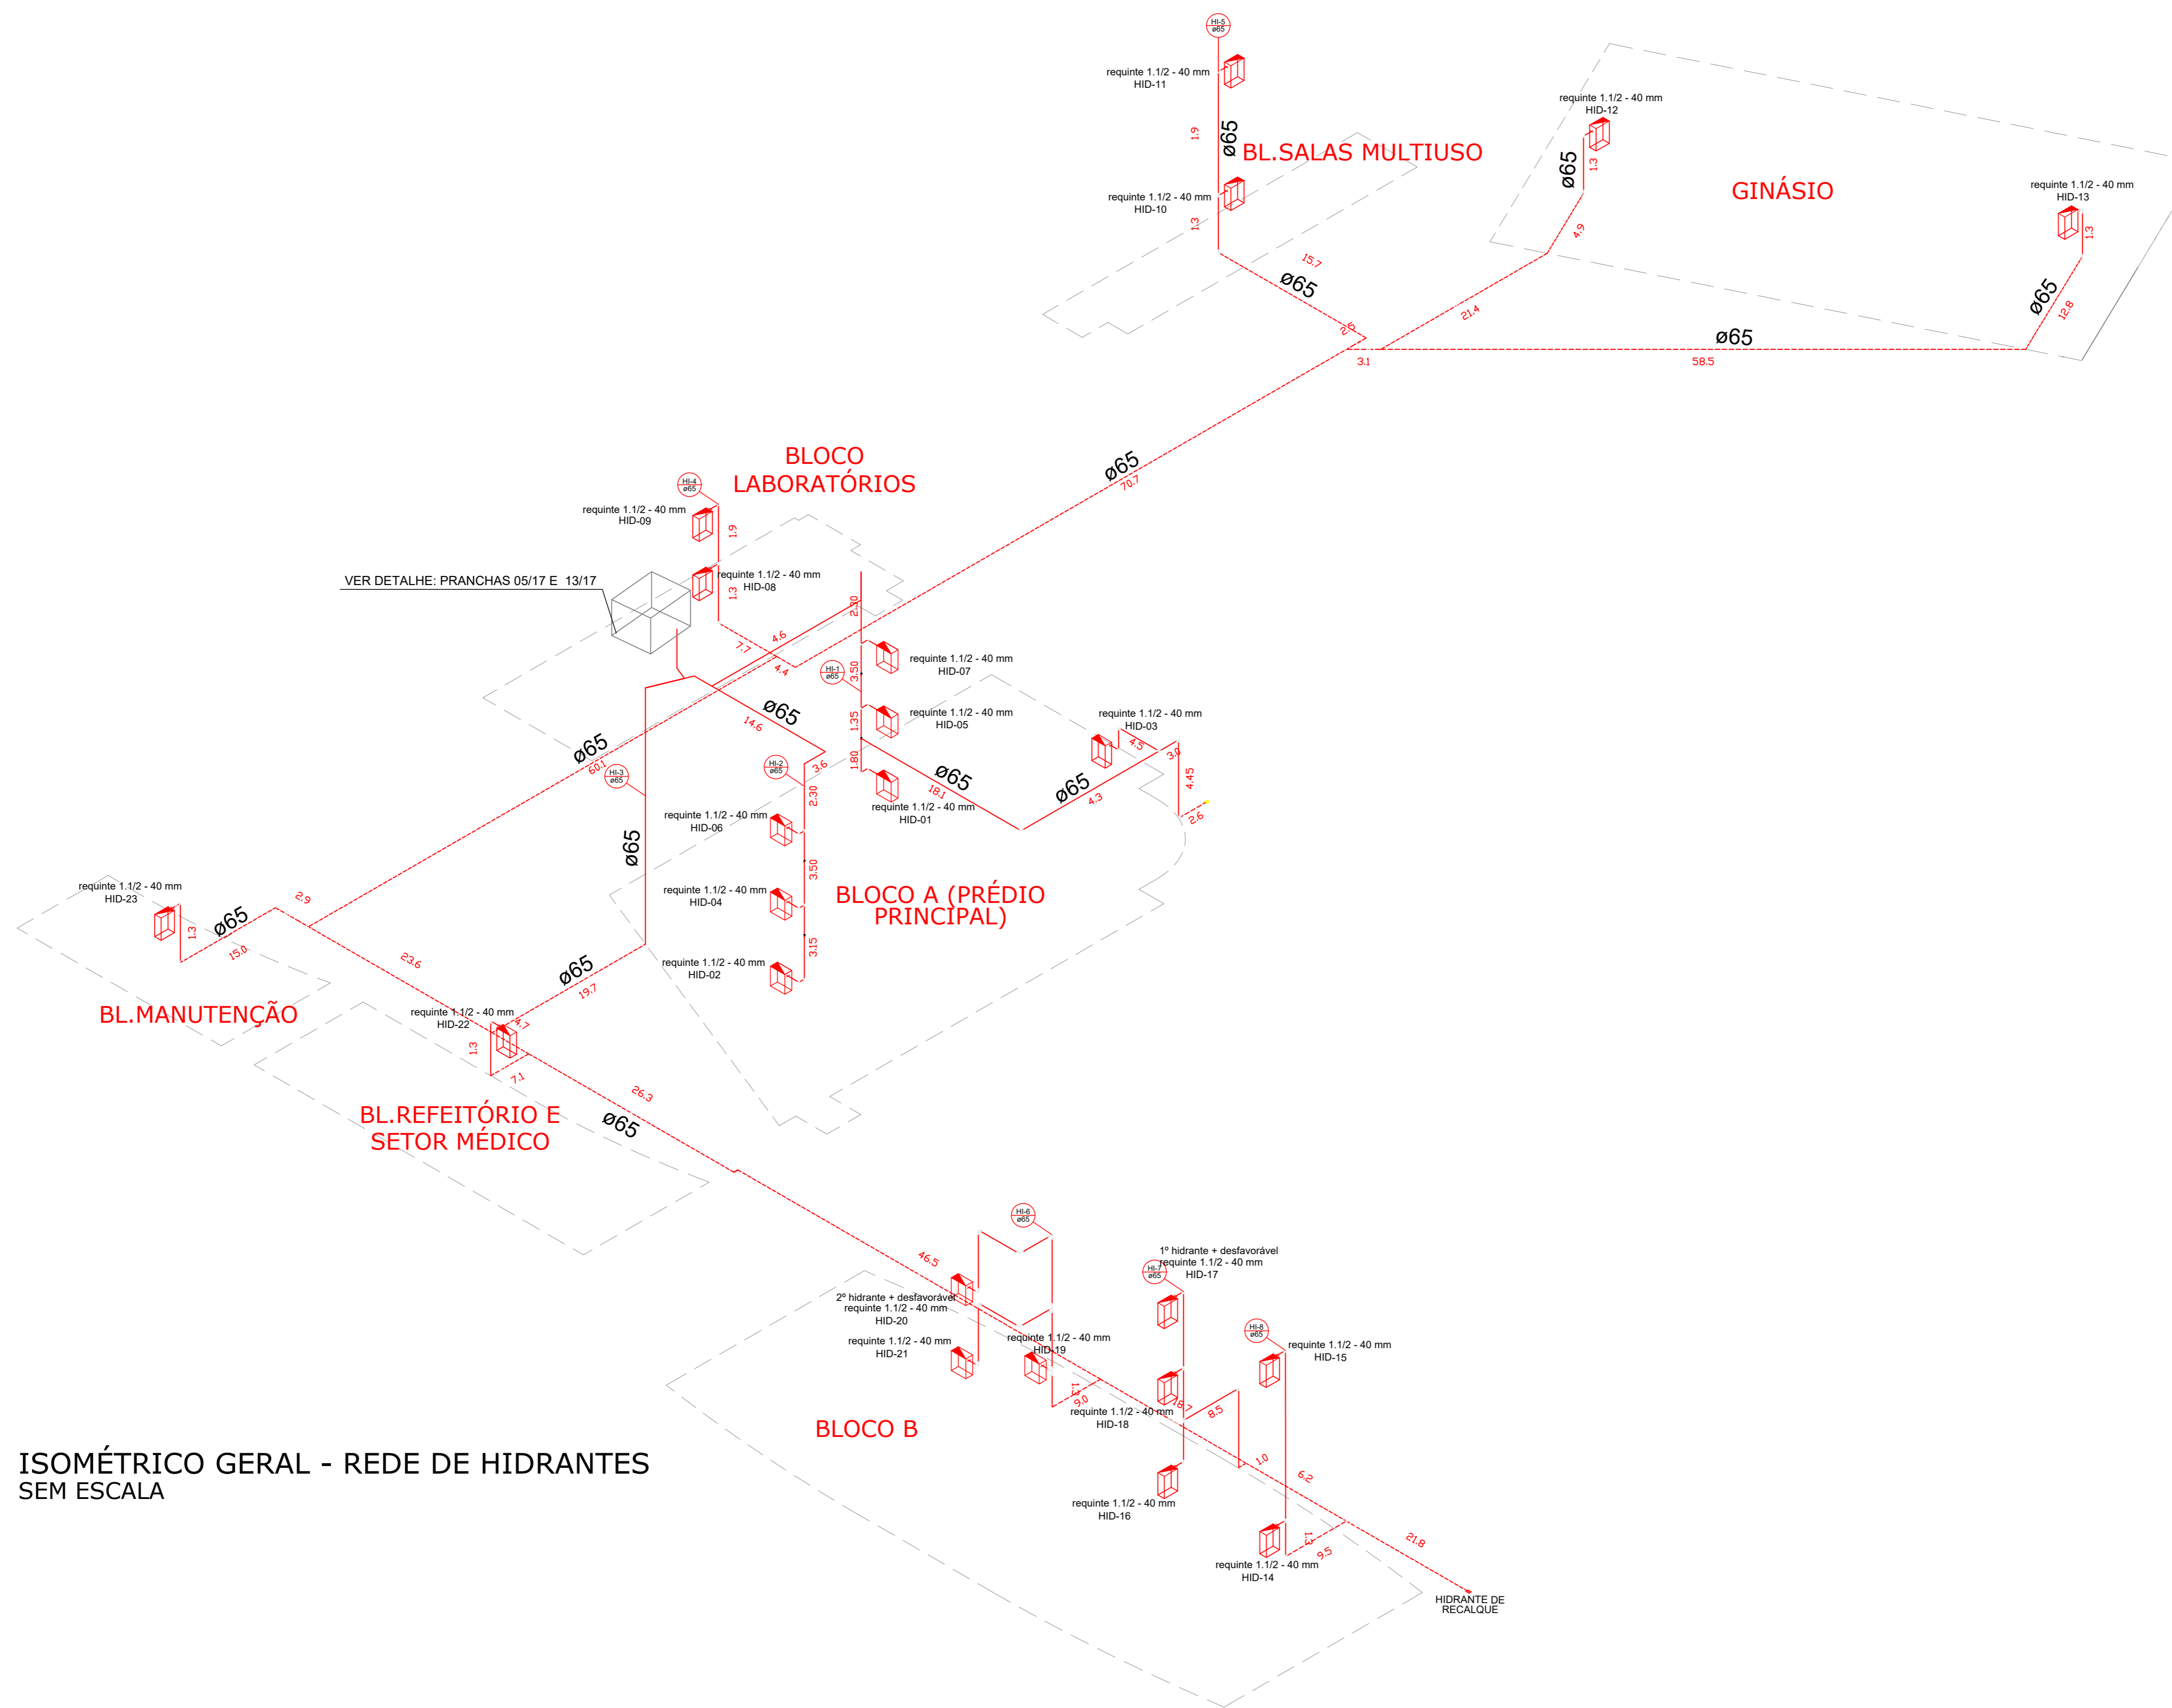 HI-5
ø65
requinte 1.1/2 - 40 mm
HID-11
1.9
ø65
BL.SALAS MULTIUSO
requinte 1.1/2 - 40 mm
HID-10
1.3
15.7
ø65
2.5
requinte 1.1/2 - 40 mm
HID-12
ø65
1.3
GINÁSIO
4.9
21.4
requinte 1.1/2 - 40 mm
HID-13
1.3
ø65
12.8
ø65
3.1
58.5
ø65
70.7
BLOCO
LABORATÓRIOS
HI-4
ø65
requinte 1.1/2 - 40 mm
HID-09
1.9
VER DETALHE: PRANCHAS 05/17 E  13/17
requinte 1.1/2 - 40 mm
HID-08
1.3
2.30
7.7
4.6
4.4
requinte 1.1/2 - 40 mm
HID-07
HI-1
ø65
3.50
requinte 1.1/2 - 40 mm
HID-05
1.35
1.80
ø65
14.6
ø65
60.1
HI-3
ø65
HI-2
ø65
3.6
2.30
requinte 1.1/2 - 40 mm
HID-01
ø65
18.1
requinte 1.1/2 - 40 mm
HID-03
4.5
3.0
ø65
4.3
4.45
2.6
requinte 1.1/2 - 40 mm
HID-06
3.50
ø65
requinte 1.1/2 - 40 mm
HID-04
3.15
BLOCO A (PRÉDIO
PRINCIPAL)
requinte 1.1/2 - 40 mm
HID-02
requinte 1.1/2 - 40 mm
HID-23
1.3
ø65
15.0
2.9
23.6
ø65
19.7
BL.MANUTENÇÃO
requinte 1.1/2 - 40 mm
HID-22
4.7
1.3
7.1
26.3
ø65
BL.REFEITÓRIO E
SETOR MÉDICO
HI-6
ø65
46.5
1º hidrante + desfavorável
requinte 1.1/2 - 40 mm
HID-17
HI-7
ø65
2º hidrante + desfavorável
requinte 1.1/2 - 40 mm
HID-20
requinte 1.1/2 - 40 mm
HID-21
requinte 1.1/2 - 40 mm
HID-19
1.3
9.0
HI-8
ø65
requinte 1.1/2 - 40 mm
HID-15
18.7
8.5
requinte 1.1/2 - 40 mm
HID-18
BLOCO B
1.0
6.2
requinte 1.1/2 - 40 mm
HID-16
1.3
9.5
21.8
requinte 1.1/2 - 40 mm
HID-14
HIDRANTE DE
RECALQUE
ISOMÉTRICO GERAL - REDE DE HIDRANTES
SEM ESCALA